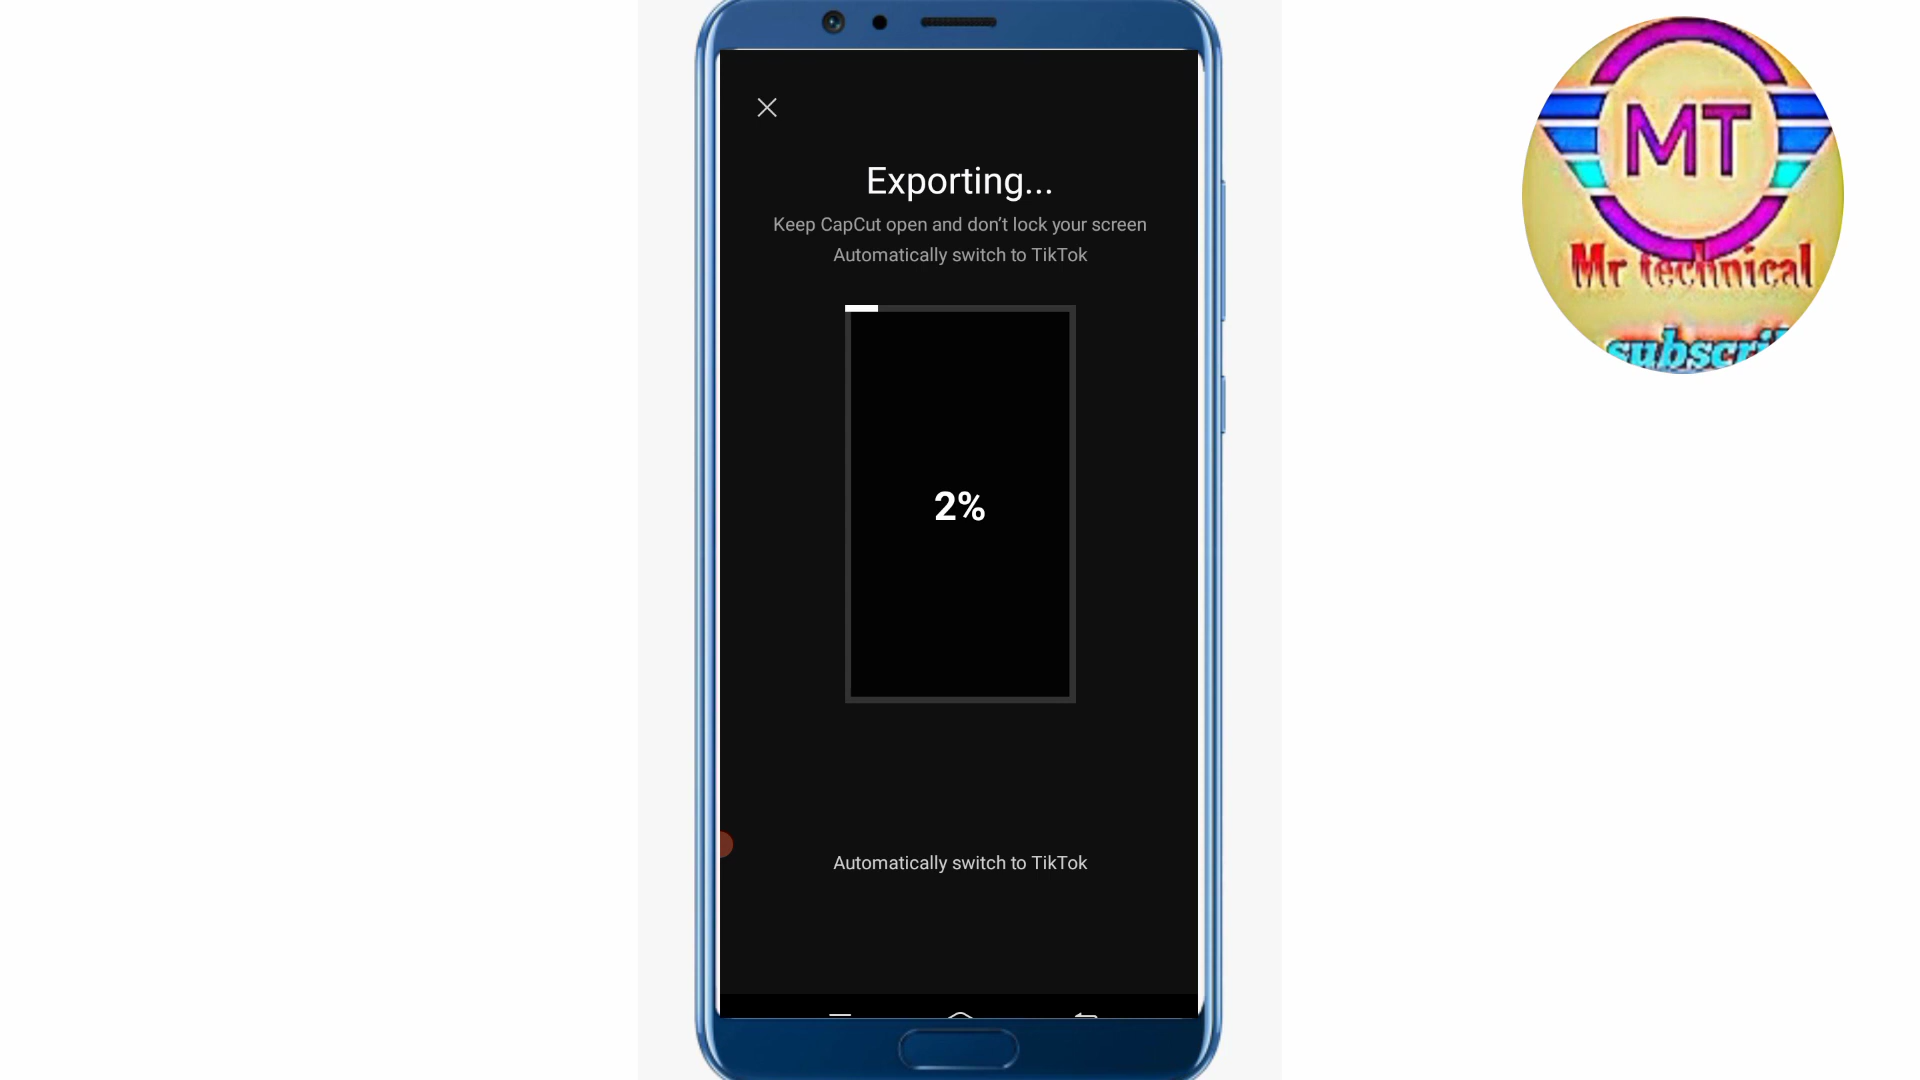 Exporting...
Keep CapCut open and don't lock your screen
Automatically switch to TikTok
2%
Automatically switch to TikTok
MT
Mr technical